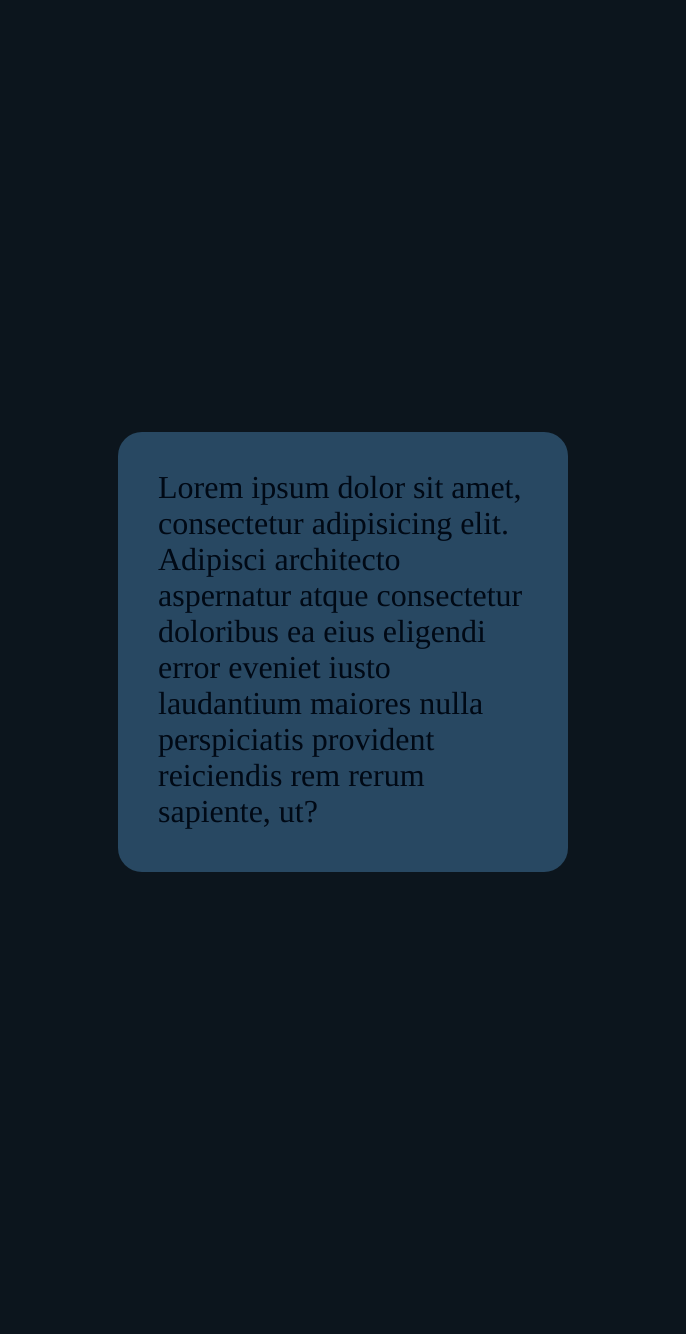 Lorem ipsum dolor sit amet,
consectetur adipisicing elit.
Adipisci architecto
aspernatur atque consectetur
doloribus ea eius eligendi
error eveniet iusto
laudantium maiores nulla
perspiciatis provident
reiciendis rem rerum
sapiente, ut?